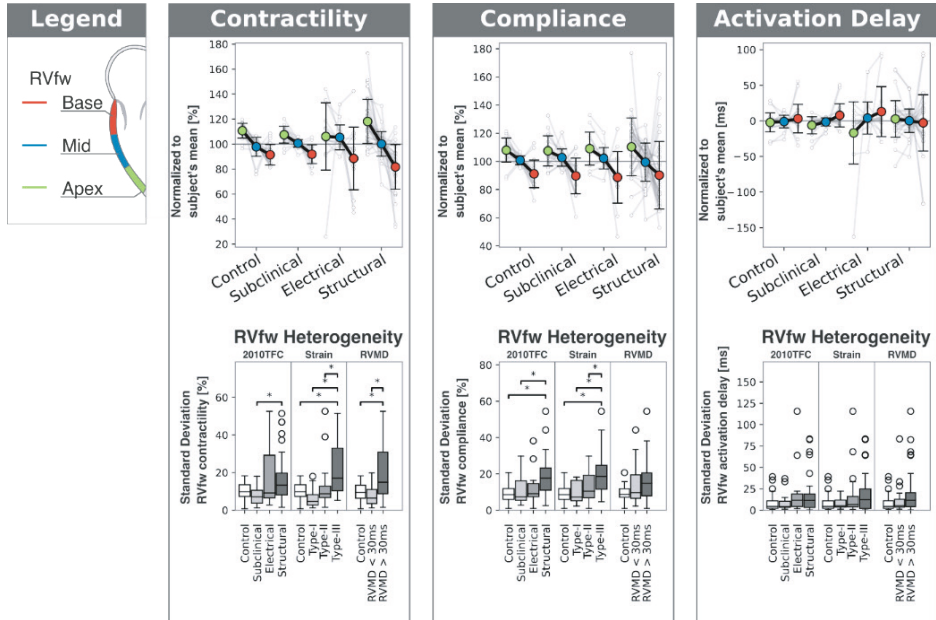 Legend
RVfw
Base
Mid
Apex
Contractility
Normalized to
subject's mean [%]
180
160
140
120
100
80
60
40
20
Control
Subclinical
Electrical
Structural
RVfw Heterogeneity
2010TFC
Strain
RVMD
Standard Deviation
RVfw contractility [%]
80
60
40
20
0
*
*
*
*
*
*
Control
Subclinical
Electrical
Structural
Control
Type-I
Type-II
Type-III
Control
RVMD < 30ms
RVMD > 30ms
Compliance
Normalized to
subject's mean [%]
180
160
140
120
100
80
60
40
Control
Subclinical
Electrical
Structural
RVfw Heterogeneity
2010TFC
Strain
RVMD
Standard Deviation
RVfw compliance [%]
80
60
40
20
0
*
*
*
*
*
Control
Subclinical
Electrical
Structural
Control
Type-I
Type-II
Type-III
Control
RVMD < 30ms
RVMD > 30ms
Activation Delay
Normalized to
subject's mean [ms]
100
50
0
−50
−100
−150
Control
Subclinical
Electrical
Structural
RVfw Heterogeneity
2010TFC
Strain
RVMD
Standard Deviation
RVfw activation delay [ms]
150
125
100
75
50
25
0
Control
Subclinical
Electrical
Structural
Control
Type-I
Type-II
Type-III
Control
RVMD < 30ms
RVMD > 30ms